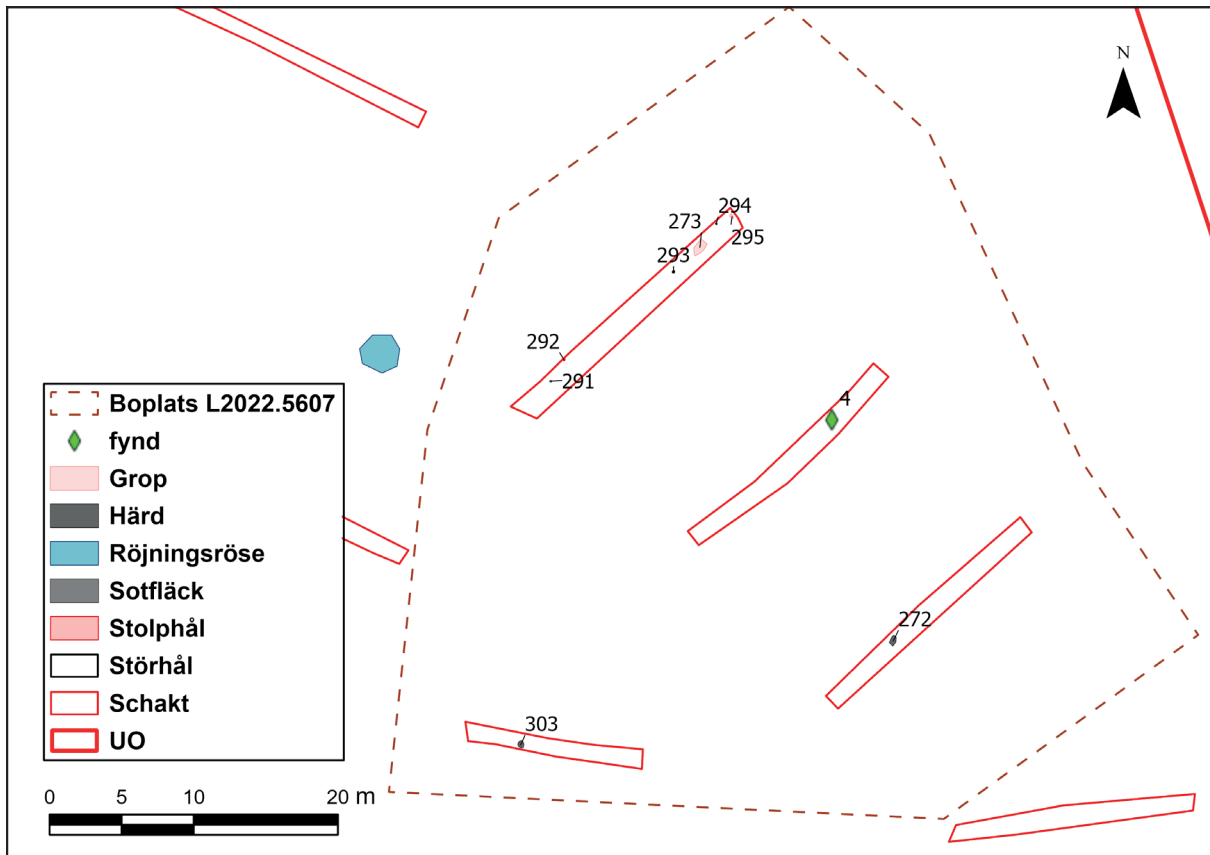 N
294
273
295
293
292
291
4
272
303
Boplats L2022.5607
fynd
Grop
Härd
Röjningsröse
Sotfläck
Stolphål
Störhål
Schakt
UO
0 5 10 20 m